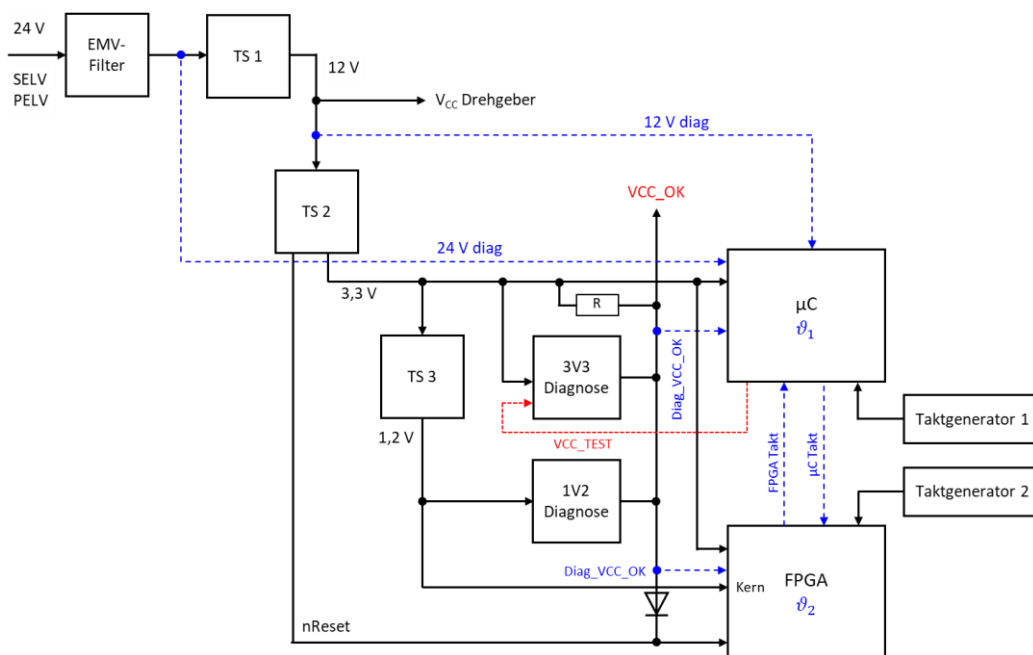 24 V
SELV
PELV
EMV-
Filter
TS 1
12 V
V_CC Drehgeber
12 V diag
TS 2
VCC_OK
24 V diag
3,3 V
R
µC
ϑ₁
TS 3
3V3
Diagnose
Diag_VCC_OK
1,2 V
VCC_TEST
FPGA Takt
µC Takt
Taktgenerator 1
1V2
Diagnose
Taktgenerator 2
Diag_VCC_OK
Kern
FPGA
ϑ₂
nReset